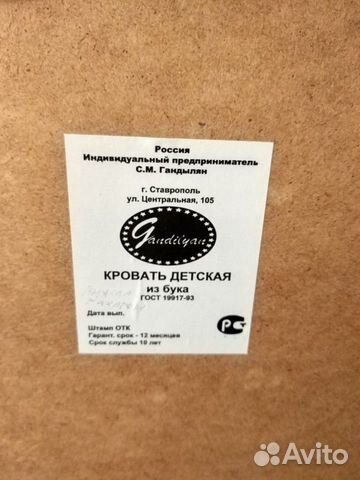 Россия
Индивидуальный предприниматель
С.М. Гандылян
г. Ставрополь
ул. Центральная, 105
Gandilyan
КРОВАТЬ ДЕТСКАЯ
из бука
ГОСТ 19917-93
Дата вып.
Штамп ОТК
Гарант. срок - 12 месяцев
Срок службы 10 лет
РС
Avito